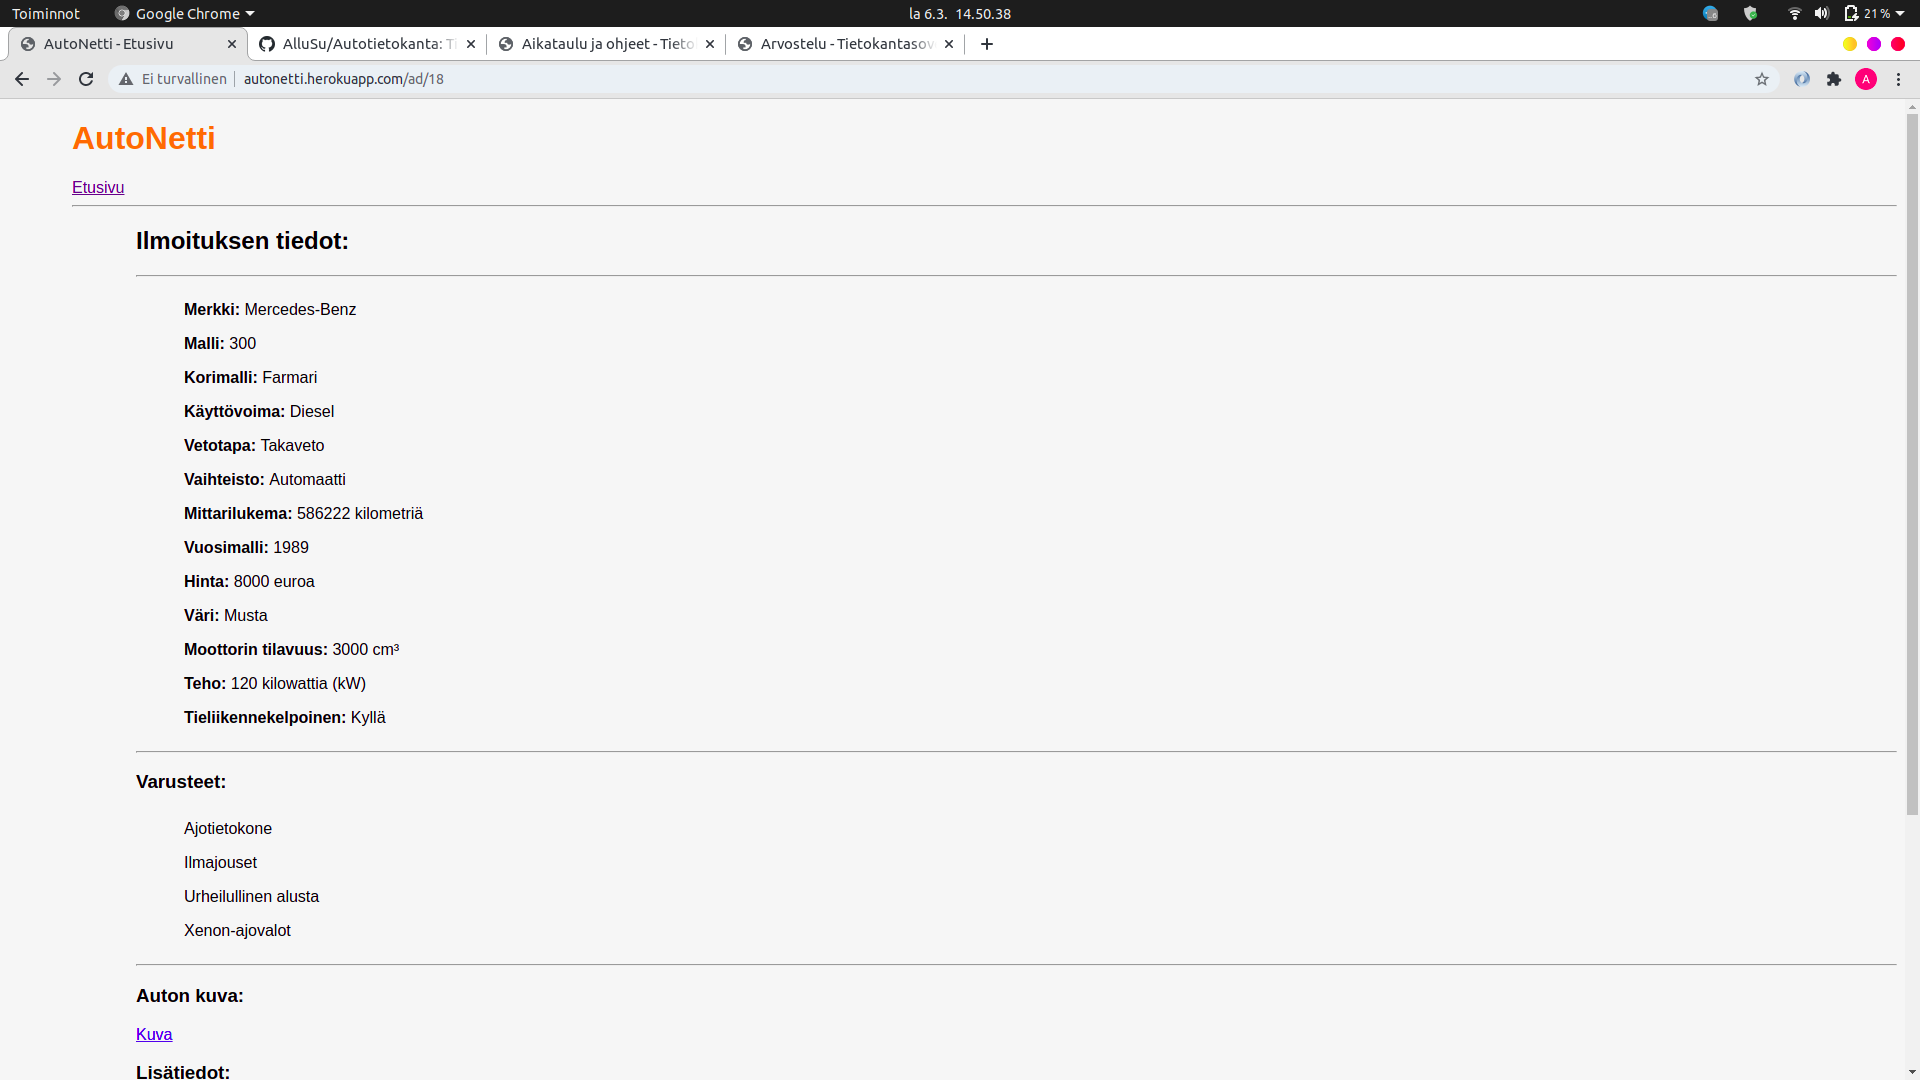 Toiminnot
Google Chrome
la 6.3. 14.50.38
21 %
AutoNetti - Etusivu
AlluSu/Autotietokanta: Ti
Aikataulu ja ohjeet - Tieto
Arvostelu - Tietokantasov
Ei turvallinen
autonetti.herokuapp.com/ad/18
A
AutoNetti
Etusivu
Ilmoituksen tiedot:
Merkki: Mercedes-Benz
Malli: 300
Korimalli: Farmari
Käyttövoima: Diesel
Vetotapa: Takaveto
Vaihteisto: Automaatti
Mittarilukema: 586222 kilometriä
Vuosimalli: 1989
Hinta: 8000 euroa
Väri: Musta
Moottorin tilavuus: 3000 cm³
Teho: 120 kilowattia (kW)
Tieliikennekelpoinen: Kyllä
Varusteet:
Ajotietokone
Ilmajouset
Urheilullinen alusta
Xenon-ajovalot
Auton kuva:
Kuva
Lisätiedot: